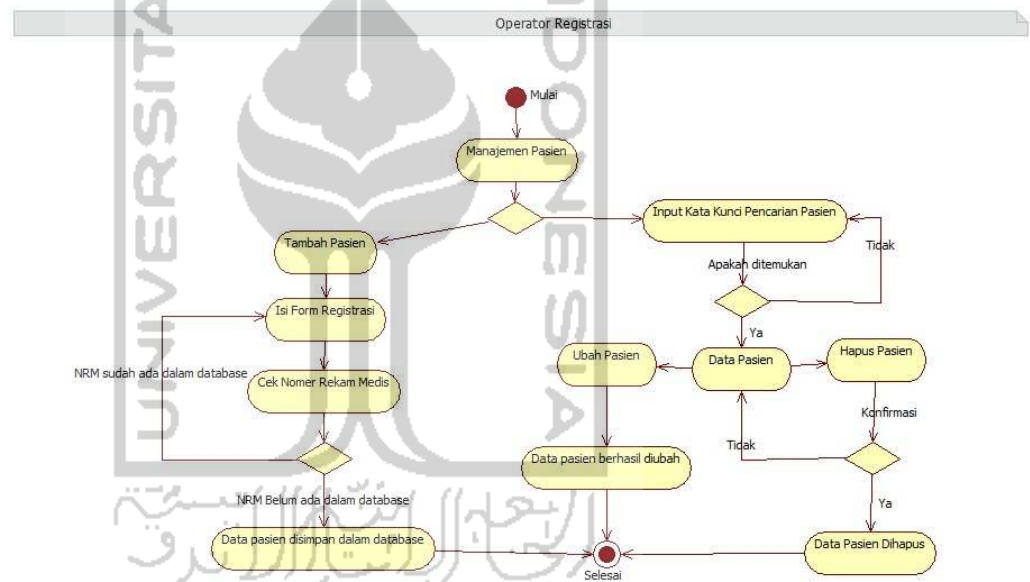 Operator Registrasi
Mulai
Manajemen Pasien
Input Kata Kunci Pencarian Pasien
Tambah Pasien
Tidak
Apakah ditemukan
Isi Form Registrasi
Ya
Ubah Pasien
Data Pasien
Hapus Pasien
NRM sudah ada dalam database
Cek Nomer Rekam Medis
Konfirmasi
Tidak
Data pasien berhasil diubah
NRM Belum ada dalam database
Ya
Data pasien disimpan dalam database
Data Pasien Dihapus
Selesai
UNIVERSITA
ONESIA